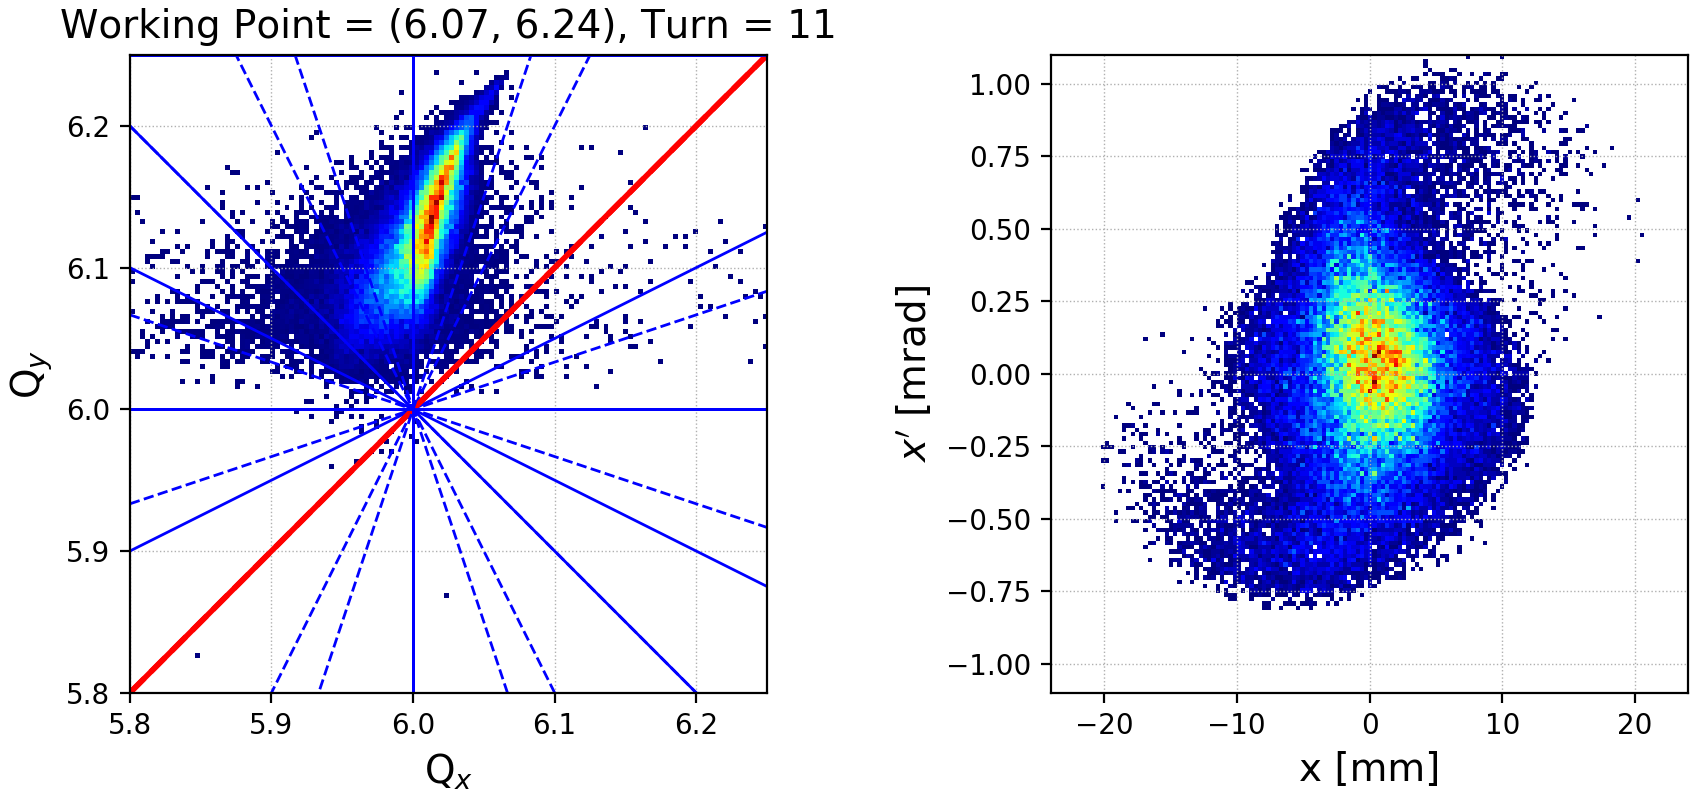 Working Point = (6.07, 6.24), Turn = 11
6.2
6.1
6.0
5.9
5.8
Qy
5.8 5.9 6.0 6.1 6.2
Qx
1.00
0.75
0.50
0.25
0.00
−0.25
−0.50
−0.75
−1.00
x′ [mrad]
−20 −10 0 10 20
x [mm]